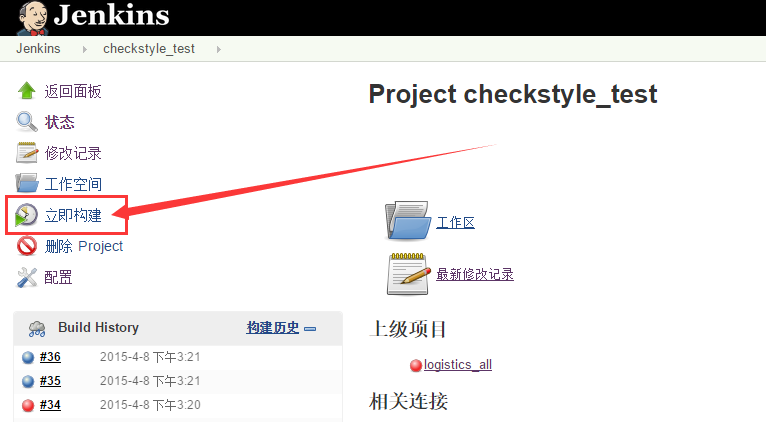 Jenkins
Jenkins checkstyle_test
返回面板
状态
修改记录
工作空间
立即构建
删除 Project
配置
Build History 构建历史
#36 2015-4-8 下午3:21
#35 2015-4-8 下午3:21
#34 2015-4-8 下午3:20
Project checkstyle_test
工作区
最新修改记录
上级项目
logistics_all
相关连接